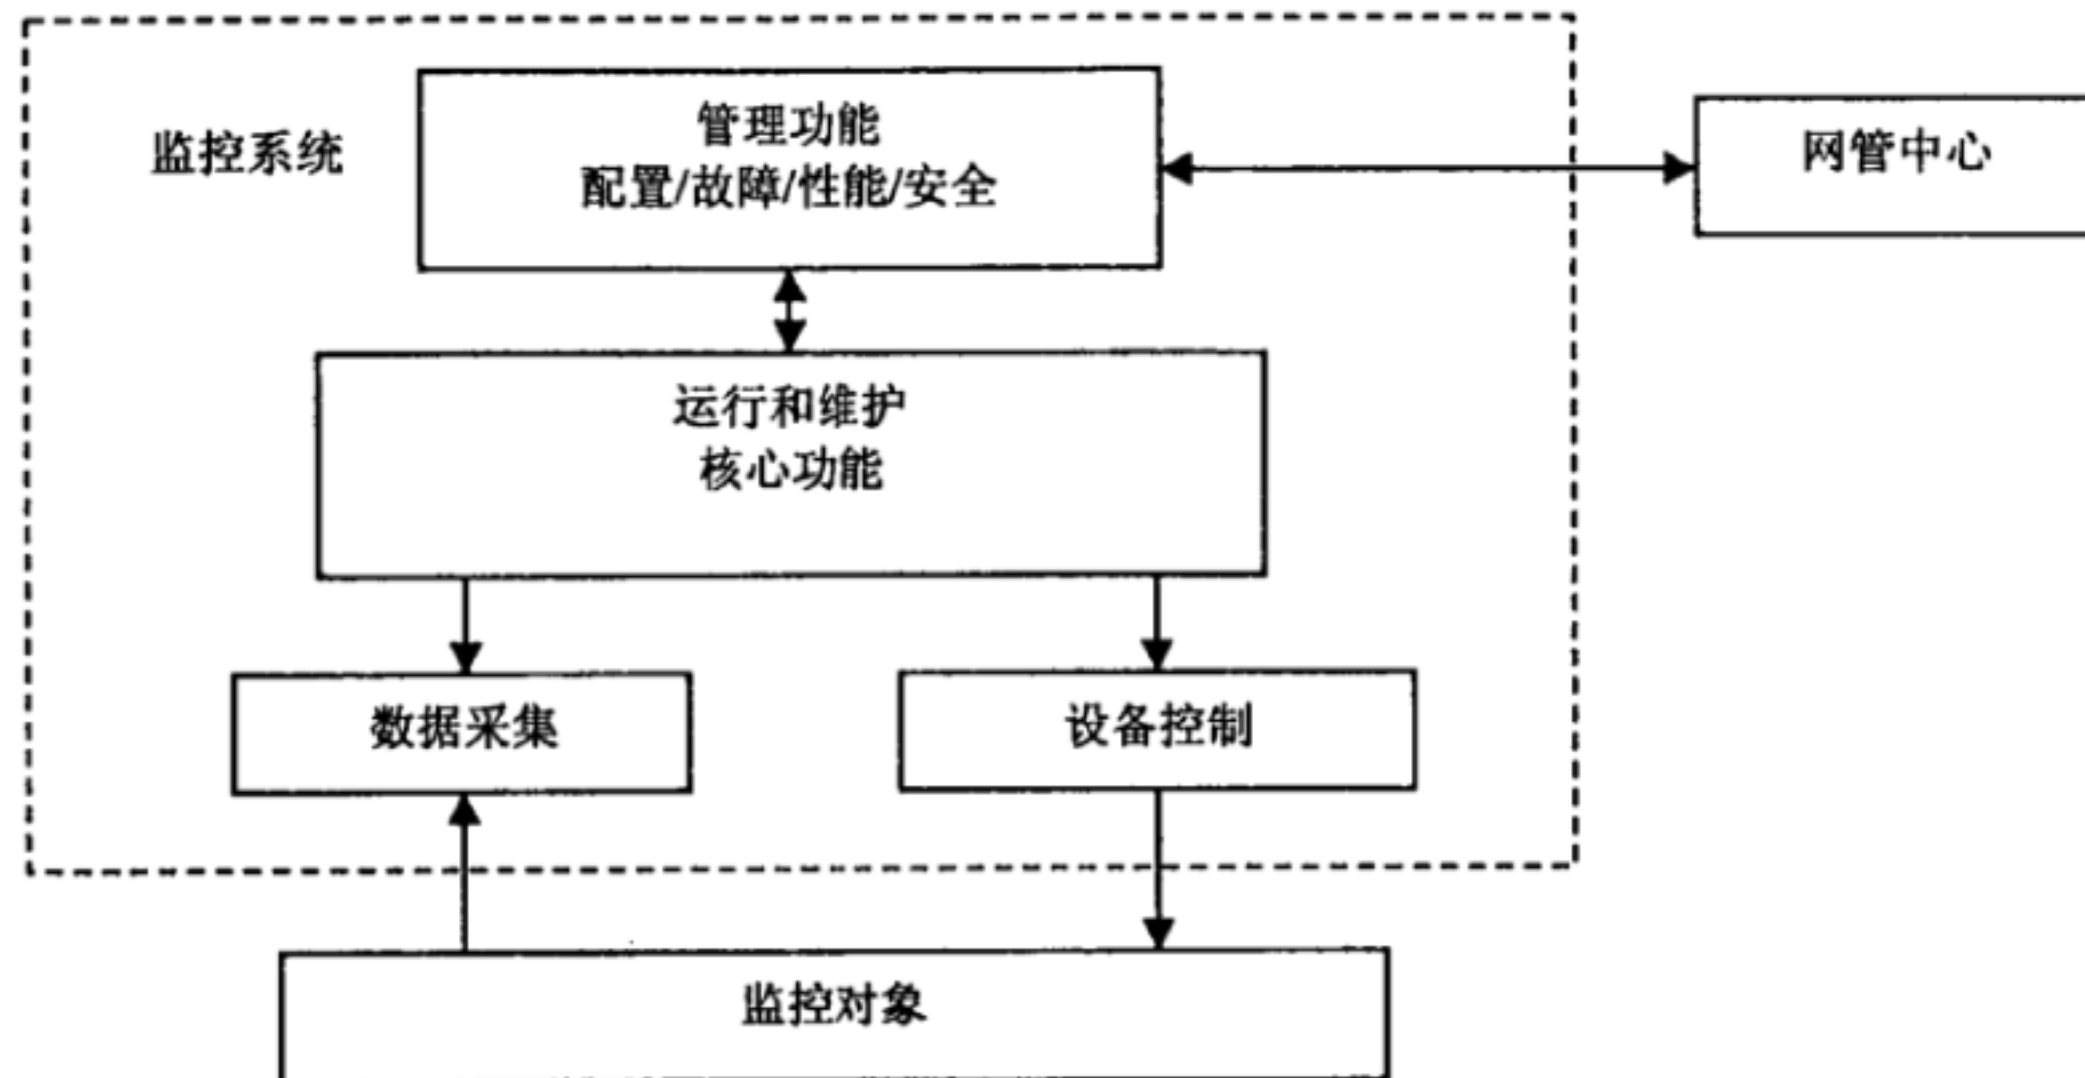 监控系统
管理功能
配置/故障/性能/安全
网管中心
运行和维护
核心功能
数据采集
设备控制
监控对象